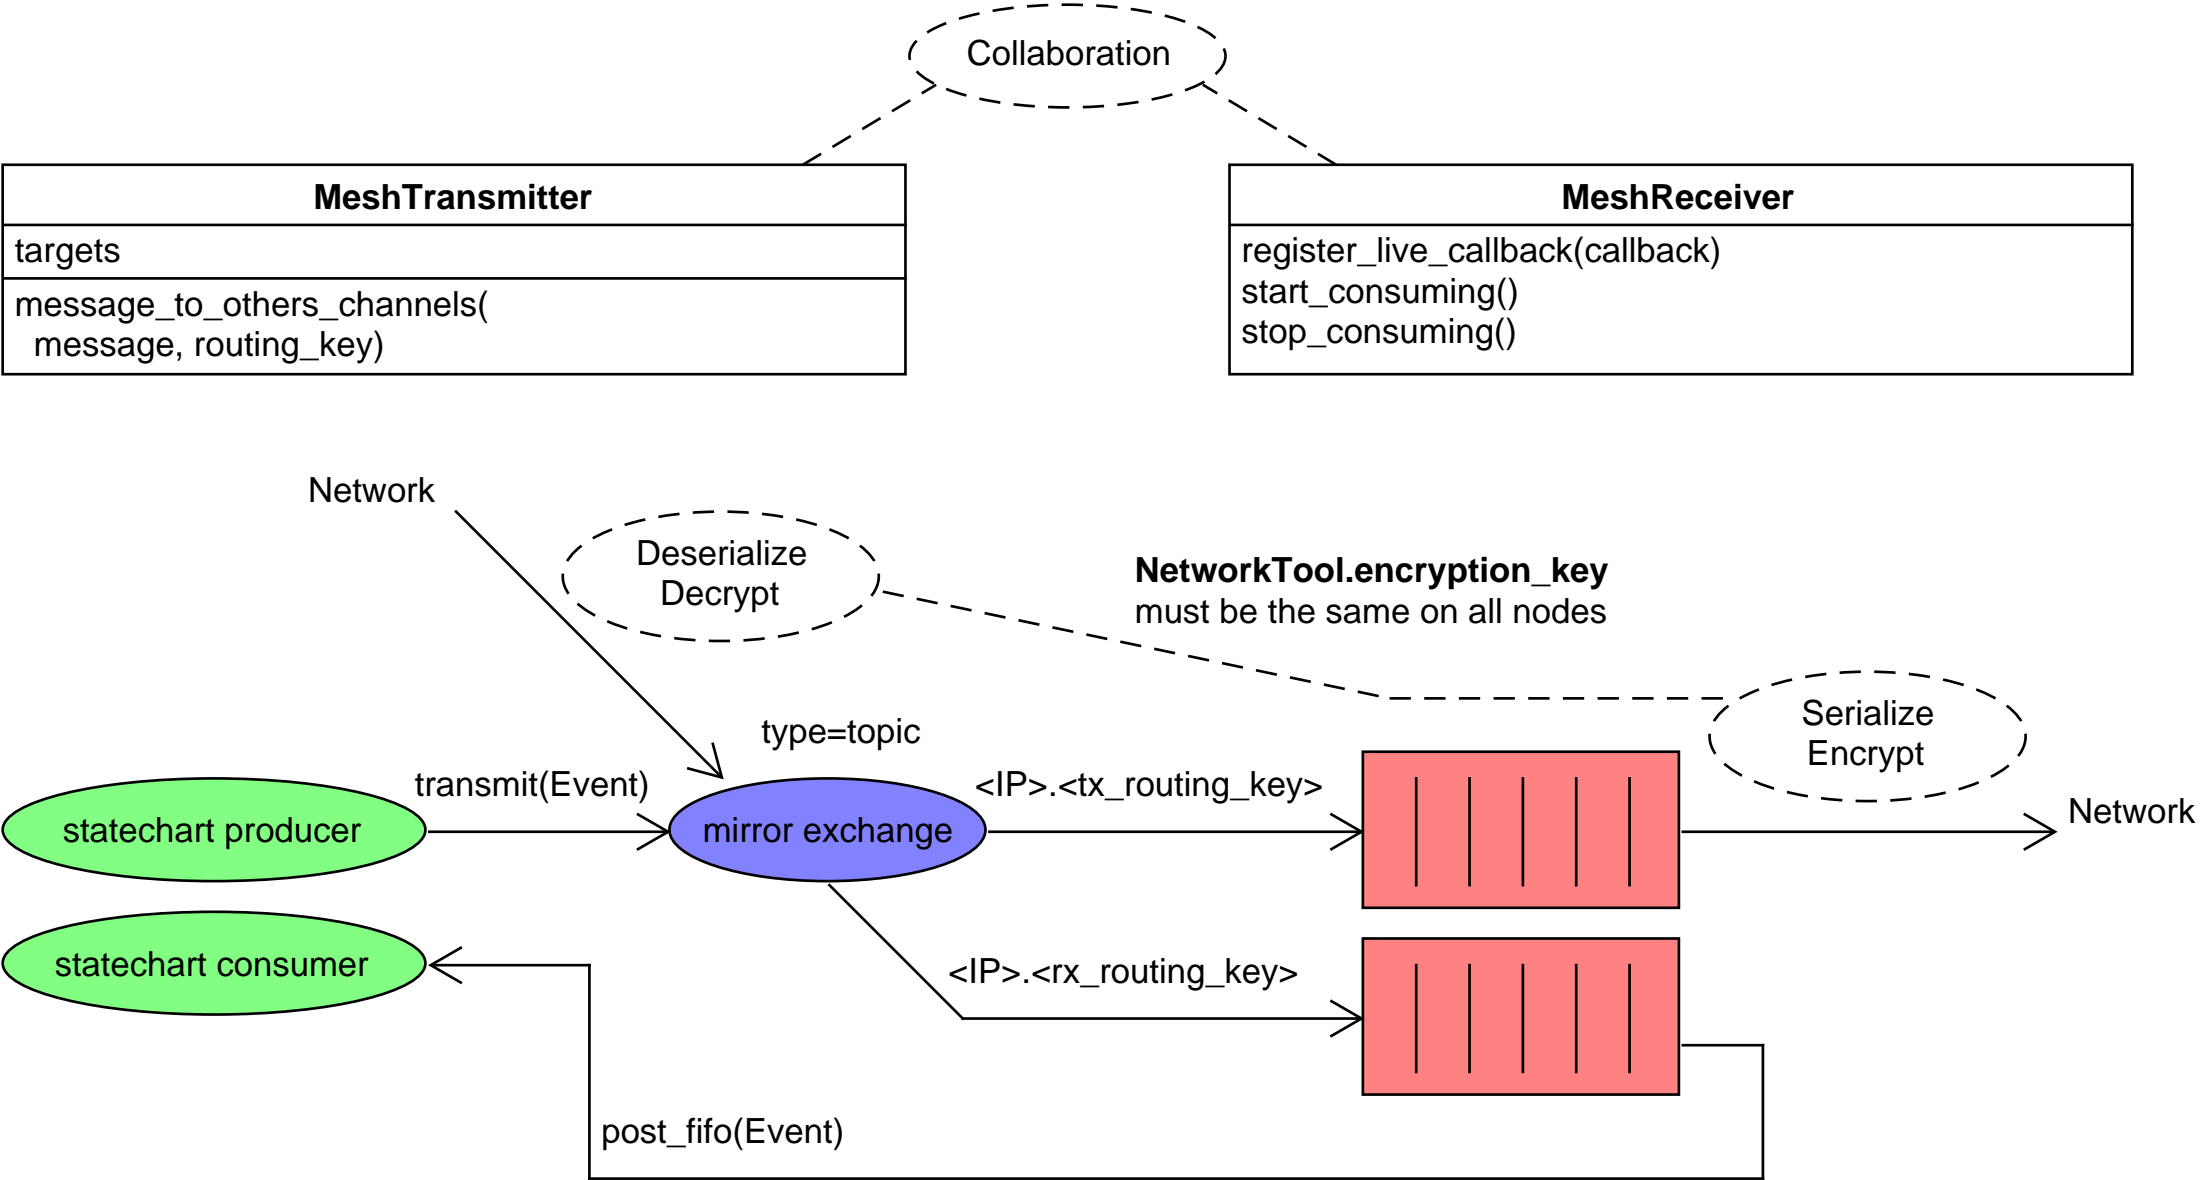 Collaboration
MeshTransmitter
targets
message_to_others_channels(
message, routing_key)
MeshReceiver
register_live_callback(callback)
start_consuming()
stop_consuming()
Network
Deserialize
Decrypt
NetworkTool.encryption_key
must be the same on all nodes
Serialize
Encrypt
type=topic
transmit(Event)
<IP>.<tx_routing_key>
statechart producer
mirror exchange
Network
statechart consumer
<IP>.<rx_routing_key>
post_fifo(Event)